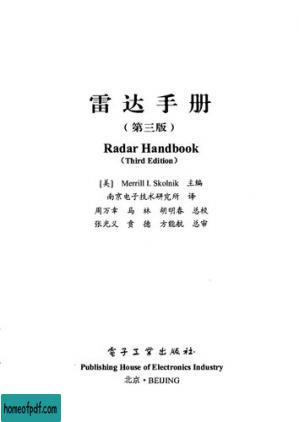 雷达手册
（第三版）
Radar Handbook
(Third Edition)
[美] Merrill I. Skolnik 主编
南京电子技术研究所 译
周万幸 马林 胡明春 总校
张光义 贲德 方能航 总审
电子工业出版社
Publishing House of Electronics Industry
北京·BEIJING
homeofpdf.com